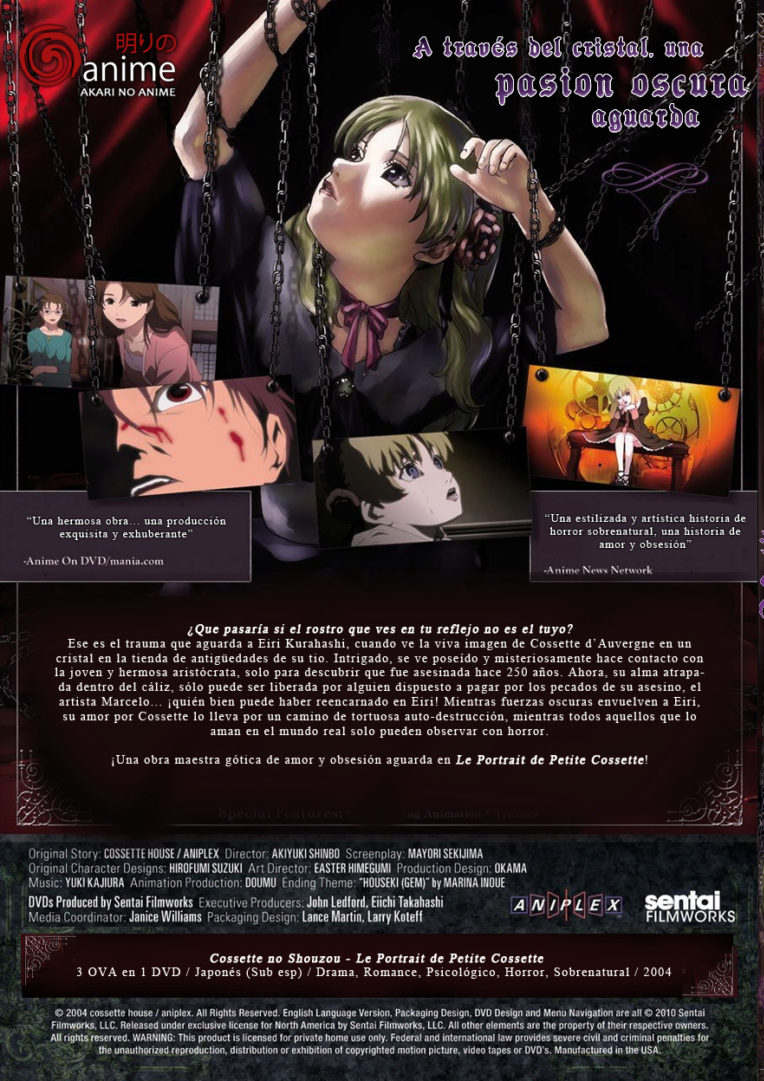 明りの
anime
AKARI NO ANIME
A través del cristal, una
pasion oscura
aguarda
“Una hermosa obra... una producción
exquisita y exhuberante”
-Anime On DVD/mania.com
“Una estilizada y artística historia de
horror sobrenatural, una historia de
amor y obsesión”
-Anime News Network
¿Que pasaría si el rostro que ves en tu reflejo no es el tuyo?
Ese es el trauma que aguarda a Eiri Kurahashi, cuando ve la viva imagen de Cossette d’Auvergne en un
cristal en la tienda de antigüedades de su tio. Intrigado, se ve poseído y misteriosamente hace contacto con
la joven y hermosa aristócrata, solo para descubrir que fue asesinada hace 250 años. Ahora, su alma atrapa-
da dentro del cáliz, sólo puede ser liberada por alguien dispuesto a pagar por los pecados de su asesino, el
artista Marcelo... ¡quién bien puede haber reencarnado en Eiri! Mientras fuerzas oscuras envuelven a Eiri,
su amor por Cossette lo lleva por un camino de tortuosa auto-destrucción, mientras todos aquellos que lo
aman en el mundo real solo pueden observar con horror.
¡Una obra maestra gótica de amor y obsesión aguarda en Le Portrait de Petite Cossette!
Special Features:
Original Story: COSSETTE HOUSE / ANIPLEX Director: AKIYUKI SHINBO Screenplay: MAYORI SEKIJIMA
Original Character Designs: HIROFUMI SUZUKI Art Director: EASTER HIMEGUMI Production Design: OKAMA
Music: YUKI KAJIURA Animation Production: DOUMU Ending Theme: “HOUSEKI (GEM)” by MARINA INOUE
DVDs Produced by Sentai Filmworks Executive Producers: John Ledford, Eiichi Takahashi
Media Coordinator: Janice Williams Packaging Design: Lance Martin, Larry Koteff
ANIPLEX
sentai
FILMWORKS
Cossette no Shouzou - Le Portrait de Petite Cossette
3 OVA en 1 DVD / Japonés (Sub esp) / Drama, Romance, Psicológico, Horror, Sobrenatural / 2004
© 2004 cossette house / aniplex. All Rights Reserved. English Language Version, Packaging Design, DVD Design and Menu Navigation are all © 2010 Sentai
Filmworks, LLC. Released under exclusive license for North America by Sentai Filmworks, LLC. All other elements are the property of their respective owners.
All rights reserved. WARNING: This product is licensed for private home use only. Federal and international law provides severe civil and criminal penalties for
the unauthorized reproduction, distribution or exhibition of copyrighted motion picture, video tapes or DVD's. Manufactured in the USA.